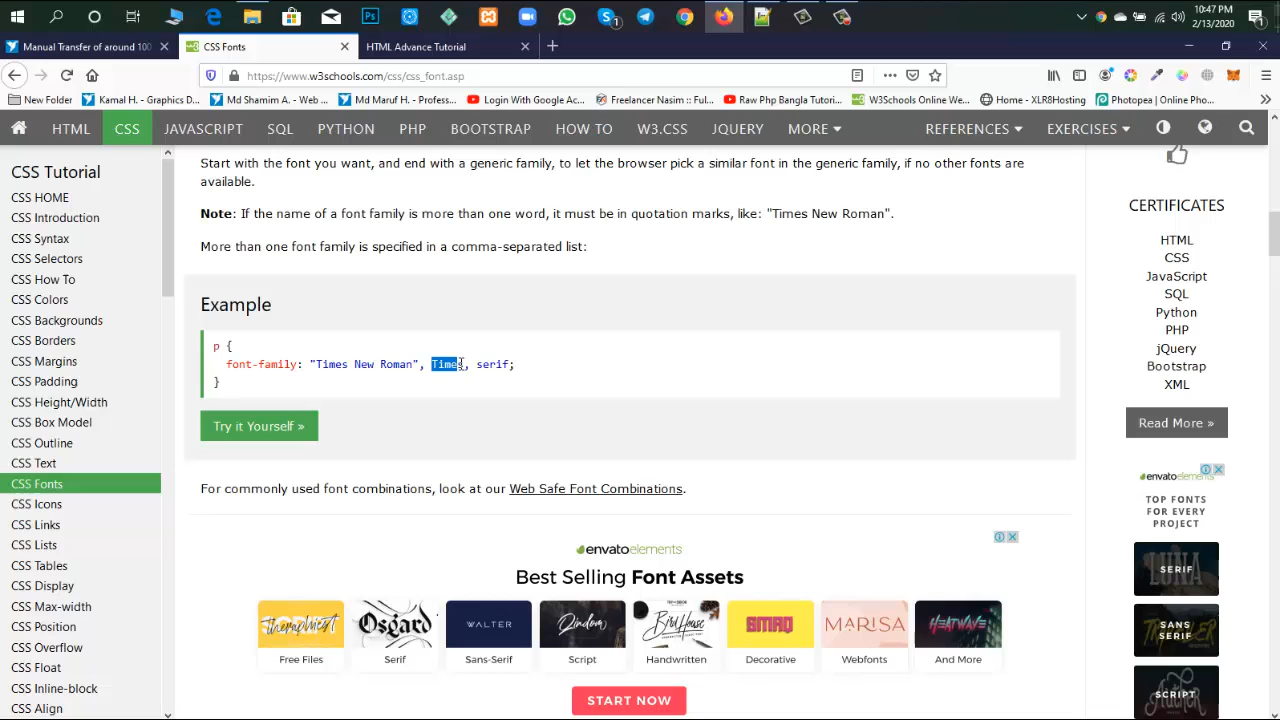 10:47 PM
2/13/2020
Manual Transfer of around 100
CSS Fonts
HTML Advance Tutorial
https://www.w3schools.com/css/css_font.asp
New Folder
Kamal H. - Graphics D...
Md Shamim A. - Web ...
Md Maruf H. - Profess...
Login With Google Ac...
Freelancer Nasim :: Ful...
Raw Php Bangla Tutori...
W3Schools Online We...
Home - XLR8Hosting
Photopea | Online Pho...
HTML
CSS
JAVASCRIPT
SQL
PYTHON
PHP
BOOTSTRAP
HOW TO
W3.CSS
JQUERY
MORE
REFERENCES
EXERCISES
CSS Tutorial
CSS HOME
CSS Introduction
CSS Syntax
CSS Selectors
CSS How To
CSS Colors
CSS Backgrounds
CSS Borders
CSS Margins
CSS Padding
CSS Height/Width
CSS Box Model
CSS Outline
CSS Text
CSS Fonts
CSS Icons
CSS Links
CSS Lists
CSS Tables
CSS Display
CSS Max-width
CSS Position
CSS Overflow
CSS Float
CSS Inline-block
CSS Align
Start with the font you want, and end with a generic family, to let the browser pick a similar font in the generic family, if no other fonts are
available.
Note: If the name of a font family is more than one word, it must be in quotation marks, like: "Times New Roman".
More than one font family is specified in a comma-separated list:
Example
p {
font-family: "Times New Roman", Times, serif;
}
Try it Yourself »
For commonly used font combinations, look at our Web Safe Font Combinations.
envatoelements
Best Selling Font Assets
WALTER
SMAQ
MARISA
HEATWAVE
Free Files
Serif
Sans-Serif
Script
Handwritten
Decorative
Webfonts
And More
START NOW
CERTIFICATES
HTML
CSS
JavaScript
SQL
Python
PHP
jQuery
Bootstrap
XML
Read More »
envatoelements
TOP FONTS
FOR EVERY
PROJECT
SERIF
SANS
SERIF
SCRIPT